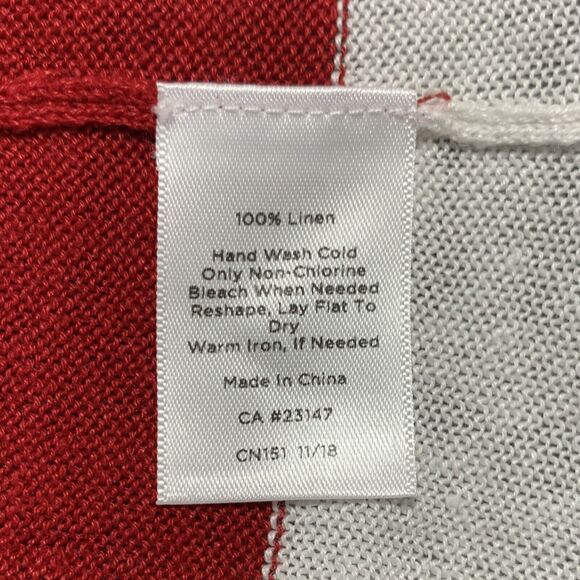 100% Linen
Hand Wash Cold
Only Non-Chlorine
Bleach When Needed
Reshape, Lay Flat To
Dry
Warm Iron, If Needed
Made In China
CA #23147
CN151 11/18